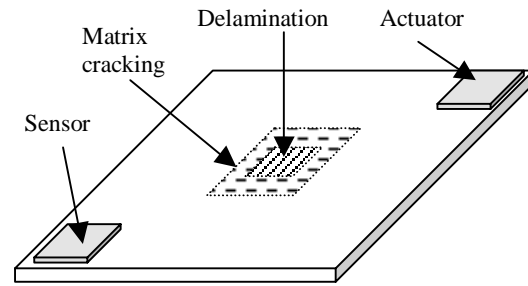 Delamination
Actuator
Matrix
cracking
Sensor